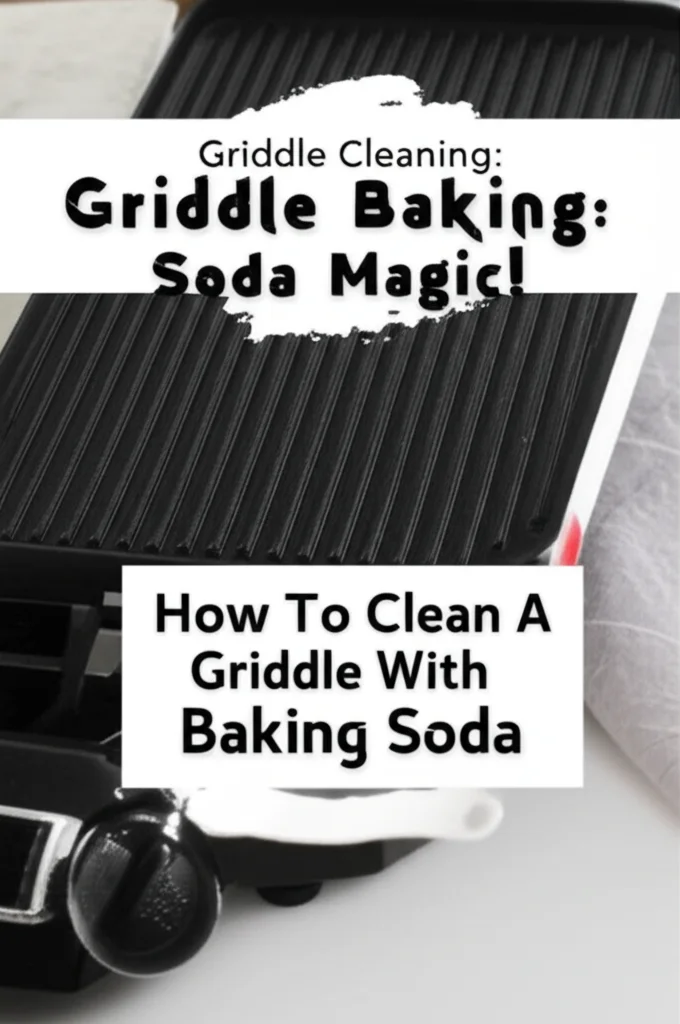 Griddle Cleaning:
Griddle Baking:
Soda Magic!
How To Clean A
Griddle With
Baking Soda